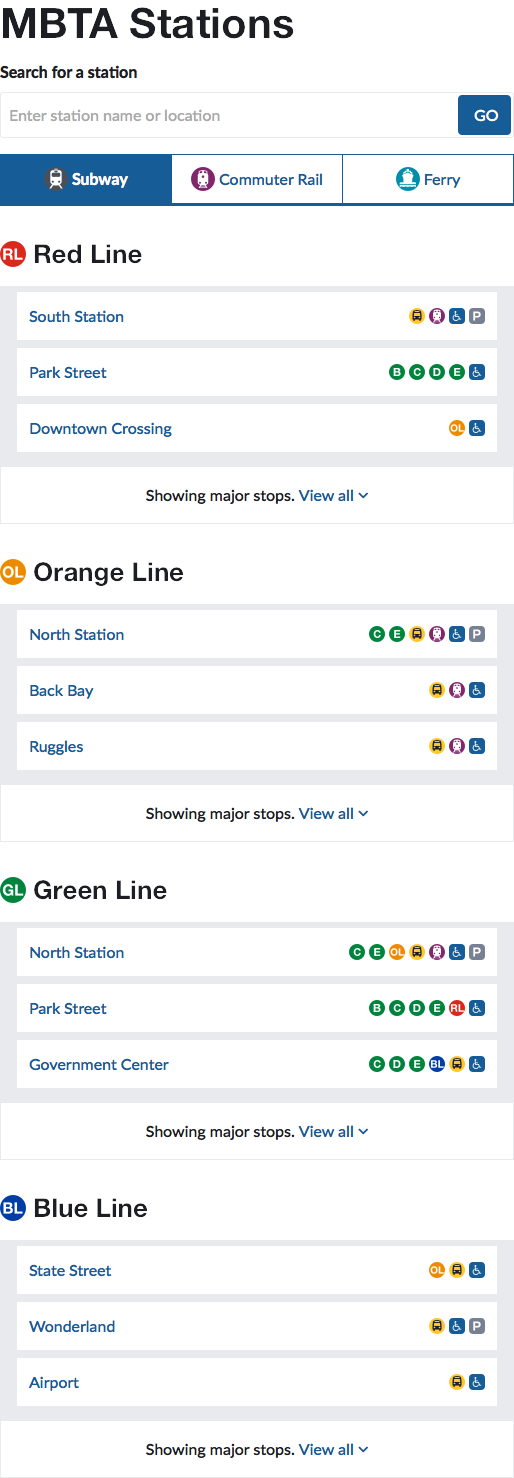 MBTA Stations
Search for a station
Enter station name or location GO
Subway Commuter Rail Ferry
RL Red Line
South Station P
Park Street B C D E
Downtown Crossing OL
Showing major stops. View all
OL Orange Line
North Station C E P
Back Bay
Ruggles
Showing major stops. View all
GL Green Line
North Station C E OL P
Park Street B C D E RL
Government Center C D E BL
Showing major stops. View all
BL Blue Line
State Street OL
Wonderland P
Airport
Showing major stops. View all